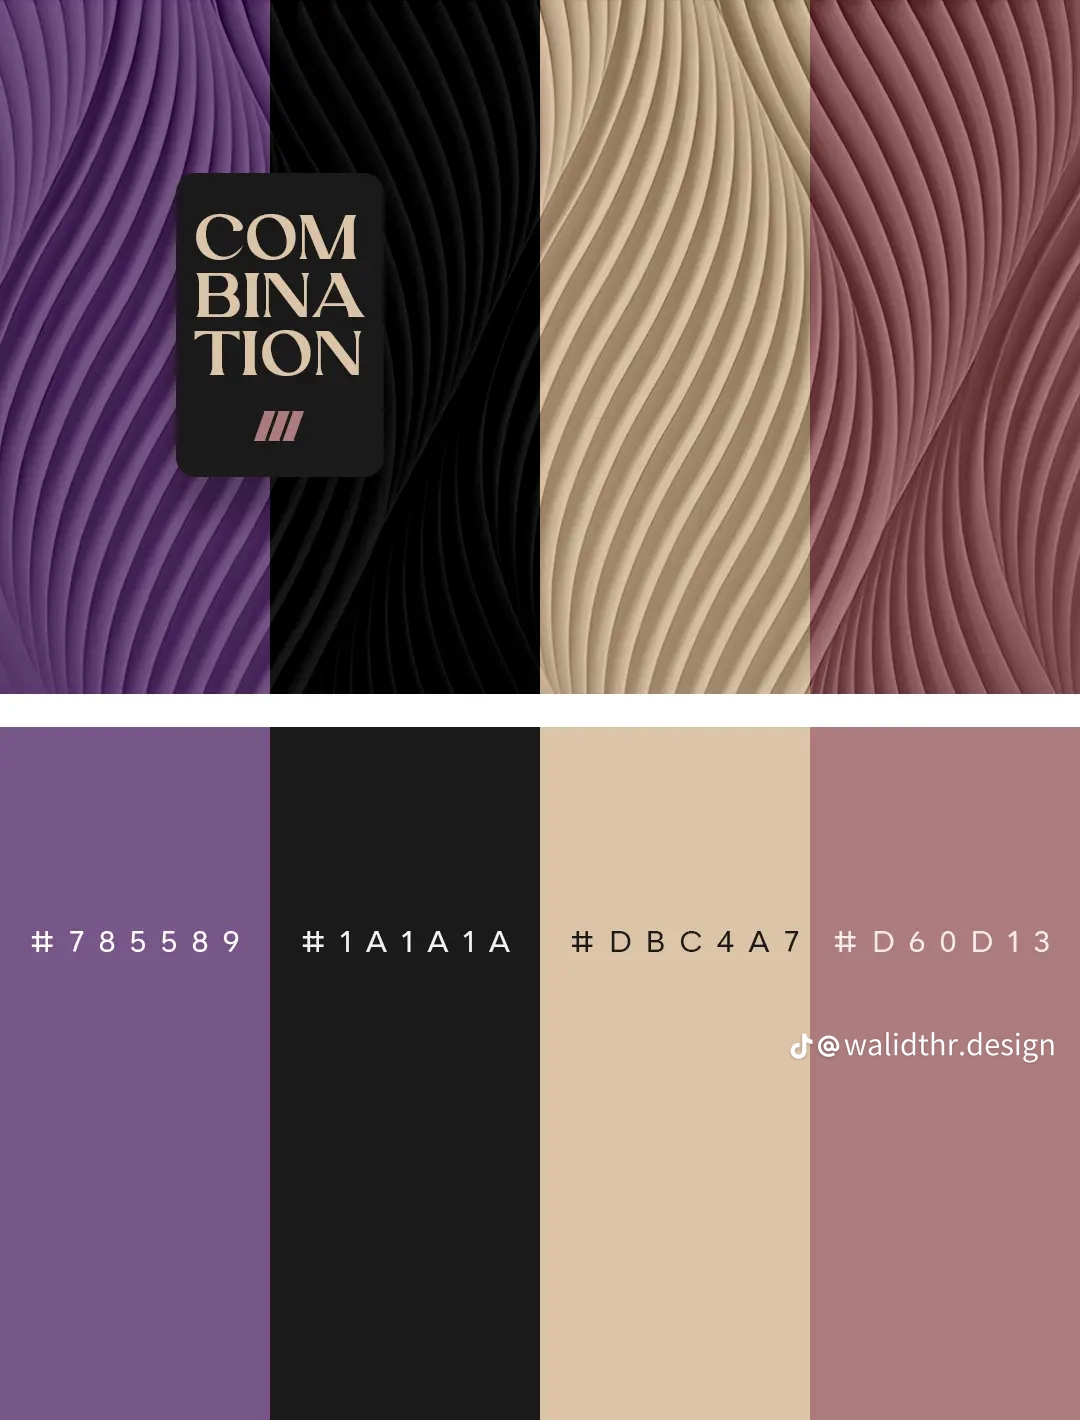 COM
BINA
TION
#785589
#1A1A1A
#DBC4A7
#D60D13
@walidthr.design